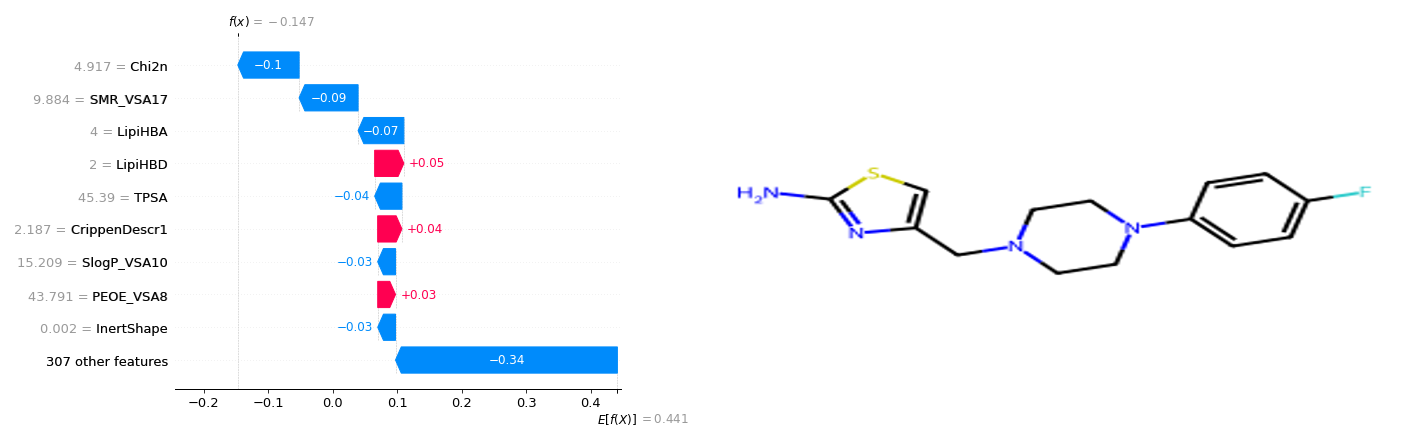 f(x) = −0.147
4.917 = Chi2n
−0.1
9.884 = SMR_VSA17
−0.09
4 = LipiHBA
−0.07
2 = LipiHBD
+0.05
45.39 = TPSA
−0.04
2.187 = CrippenDescr1
+0.04
15.209 = SlogP_VSA10
−0.03
43.791 = PEOE_VSA8
+0.03
0.002 = InertShape
−0.03
307 other features
−0.34
−0.2 −0.1 0.0 0.1 0.2 0.3 0.4
E[f(X)] = 0.441
S
H₂N
N
N
N
F